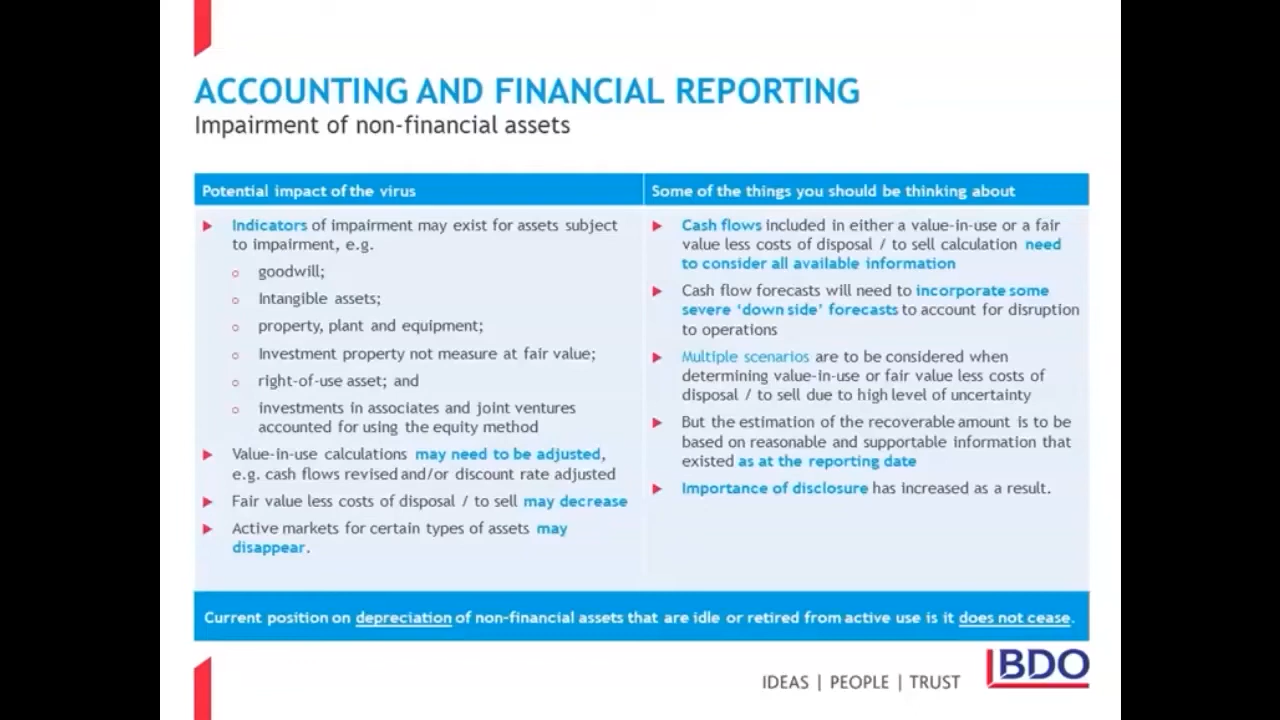 ACCOUNTING AND FINANCIAL REPORTING
Impairment of non-financial assets
Potential impact of the virus
Indicators of impairment may exist for assets subject
to impairment, e.g.
goodwill;
Intangible assets;
property, plant and equipment;
Investment property not measure at fair value;
right-of-use asset; and
investments in associates and joint ventures
accounted for using the equity method
Value-in-use calculations may need to be adjusted,
e.g. cash flows revised and/or discount rate adjusted
Fair value less costs of disposal / to sell may decrease
Active markets for certain types of assets may
disappear.
Some of the things you should be thinking about
Cash flows included in either a value-in-use or a fair
value less costs of disposal / to sell calculation need
to consider all available information
Cash flow forecasts will need to incorporate some
severe ‘down side’ forecasts to account for disruption
to operations
Multiple scenarios are to be considered when
determining value-in-use or fair value less costs of
disposal / to sell due to high level of uncertainty
But the estimation of the recoverable amount is to be
based on reasonable and supportable information that
existed as at the reporting date
Importance of disclosure has increased as a result.
Current position on depreciation of non-financial assets that are idle or retired from active use is it does not cease.
IDEAS | PEOPLE | TRUST
BDO